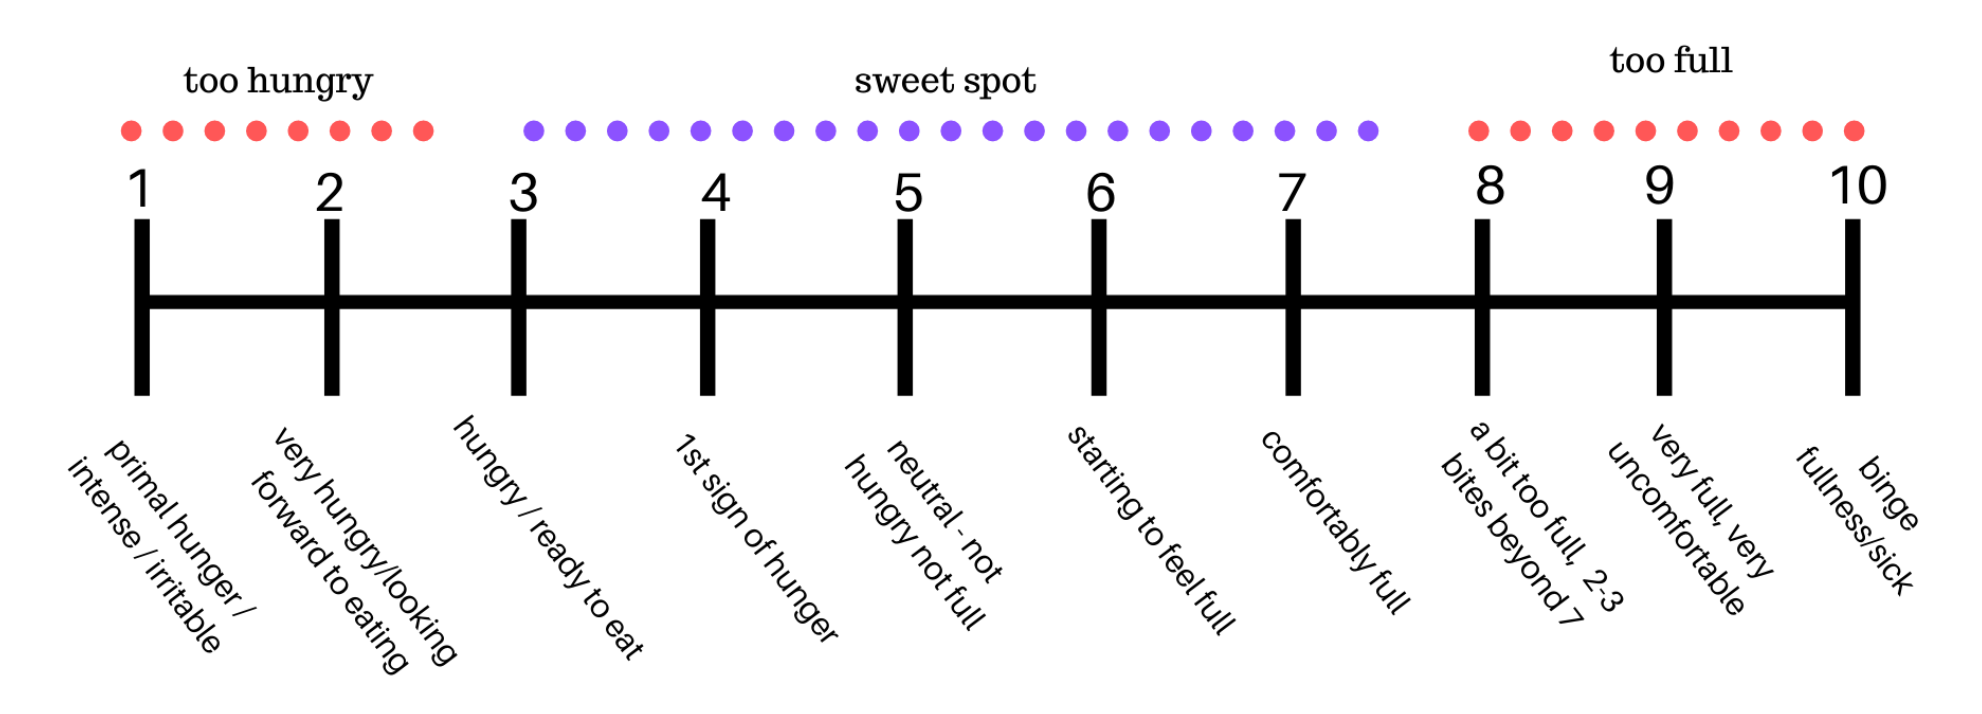 too hungry
sweet spot
too full
1
2
3
4
5
6
7
8
9
10
primal hunger /
intense / irritable
very hungry/looking
forward to eating
hungry / ready to eat
1st sign of hunger
neutral - not
hungry not full
starting to feel full
comfortably full
a bit too full, 2-3
bites beyond 7
very full, very
uncomfortable
binge
fullness/sick